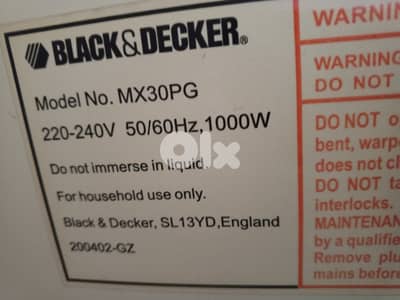 BLACK&DECKER
Model No. MX30PG
220-240V 50/60Hz,1000W
Do not immerse in liquid.
For household use only.
Black & Decker, SL13YD,England
200402-GZ
WARNIN
WARNING
DO NOT
DO NOT o
bent, warp
does not cl
DO NOT ta
interlocks.
MAINTENAN
by a qualifie
Remove plu
mains before
olx